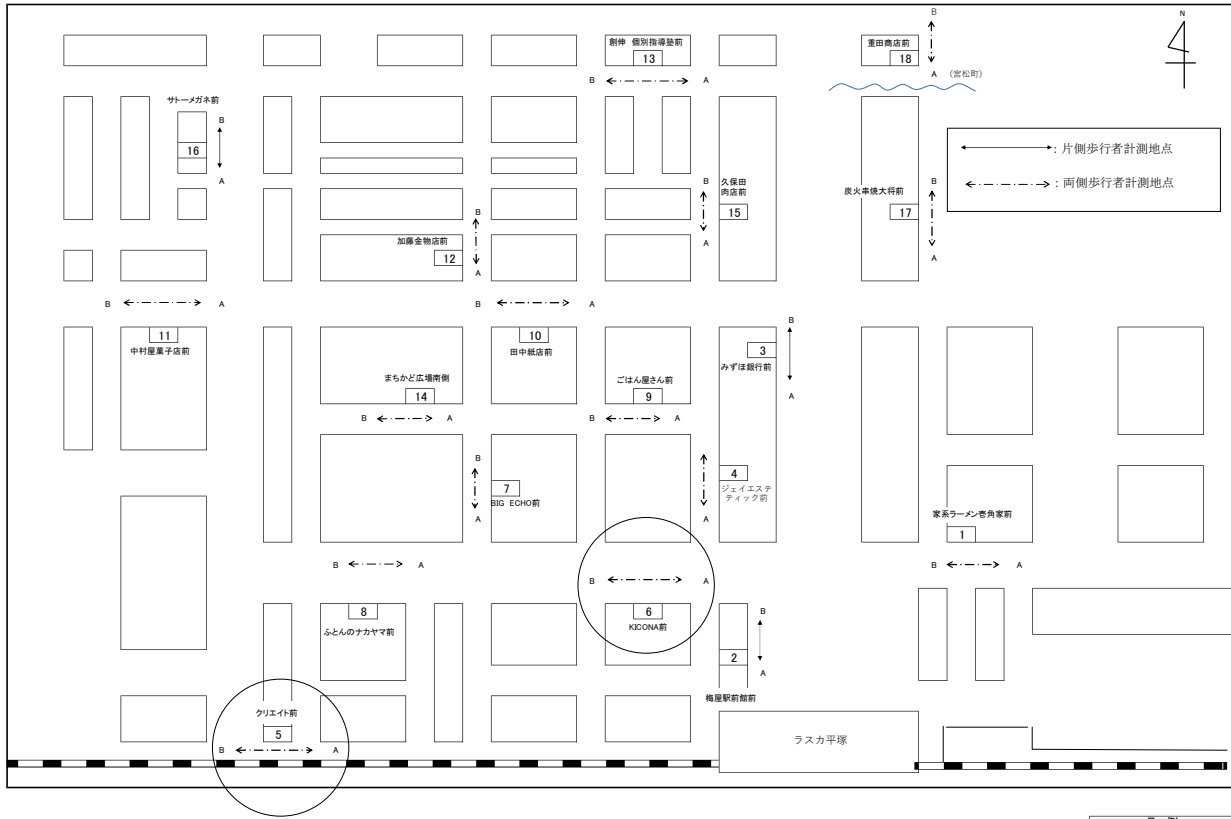 創伸 個別指導塾前
13
B
A
重田商店前
18
B
A
(宮松町)
N
サトーメガネ前
16
B
A
: 片側歩行者計測地点
: 両側歩行者計測地点
久保田
肉店前
15
B
A
炭火串焼大将前
17
B
A
加藤金物店前
12
B
A
B
A
11
中村屋菓子店前
B
A
10
田中紙店前
3
みずほ銀行前
B
A
まちかど広場南側
14
B
A
ごはん屋さん前
9
B
A
7
BIG ECHO前
B
A
B
4
ジェイエステ
ティック前
A
家系ラーメン壱角家前
1
B
A
B
A
8
ふとんのナカヤマ前
B
A
6
KICONA前
B
2
A
梅屋駅前館前
クリエイト前
5
B
A
ラスカ平塚